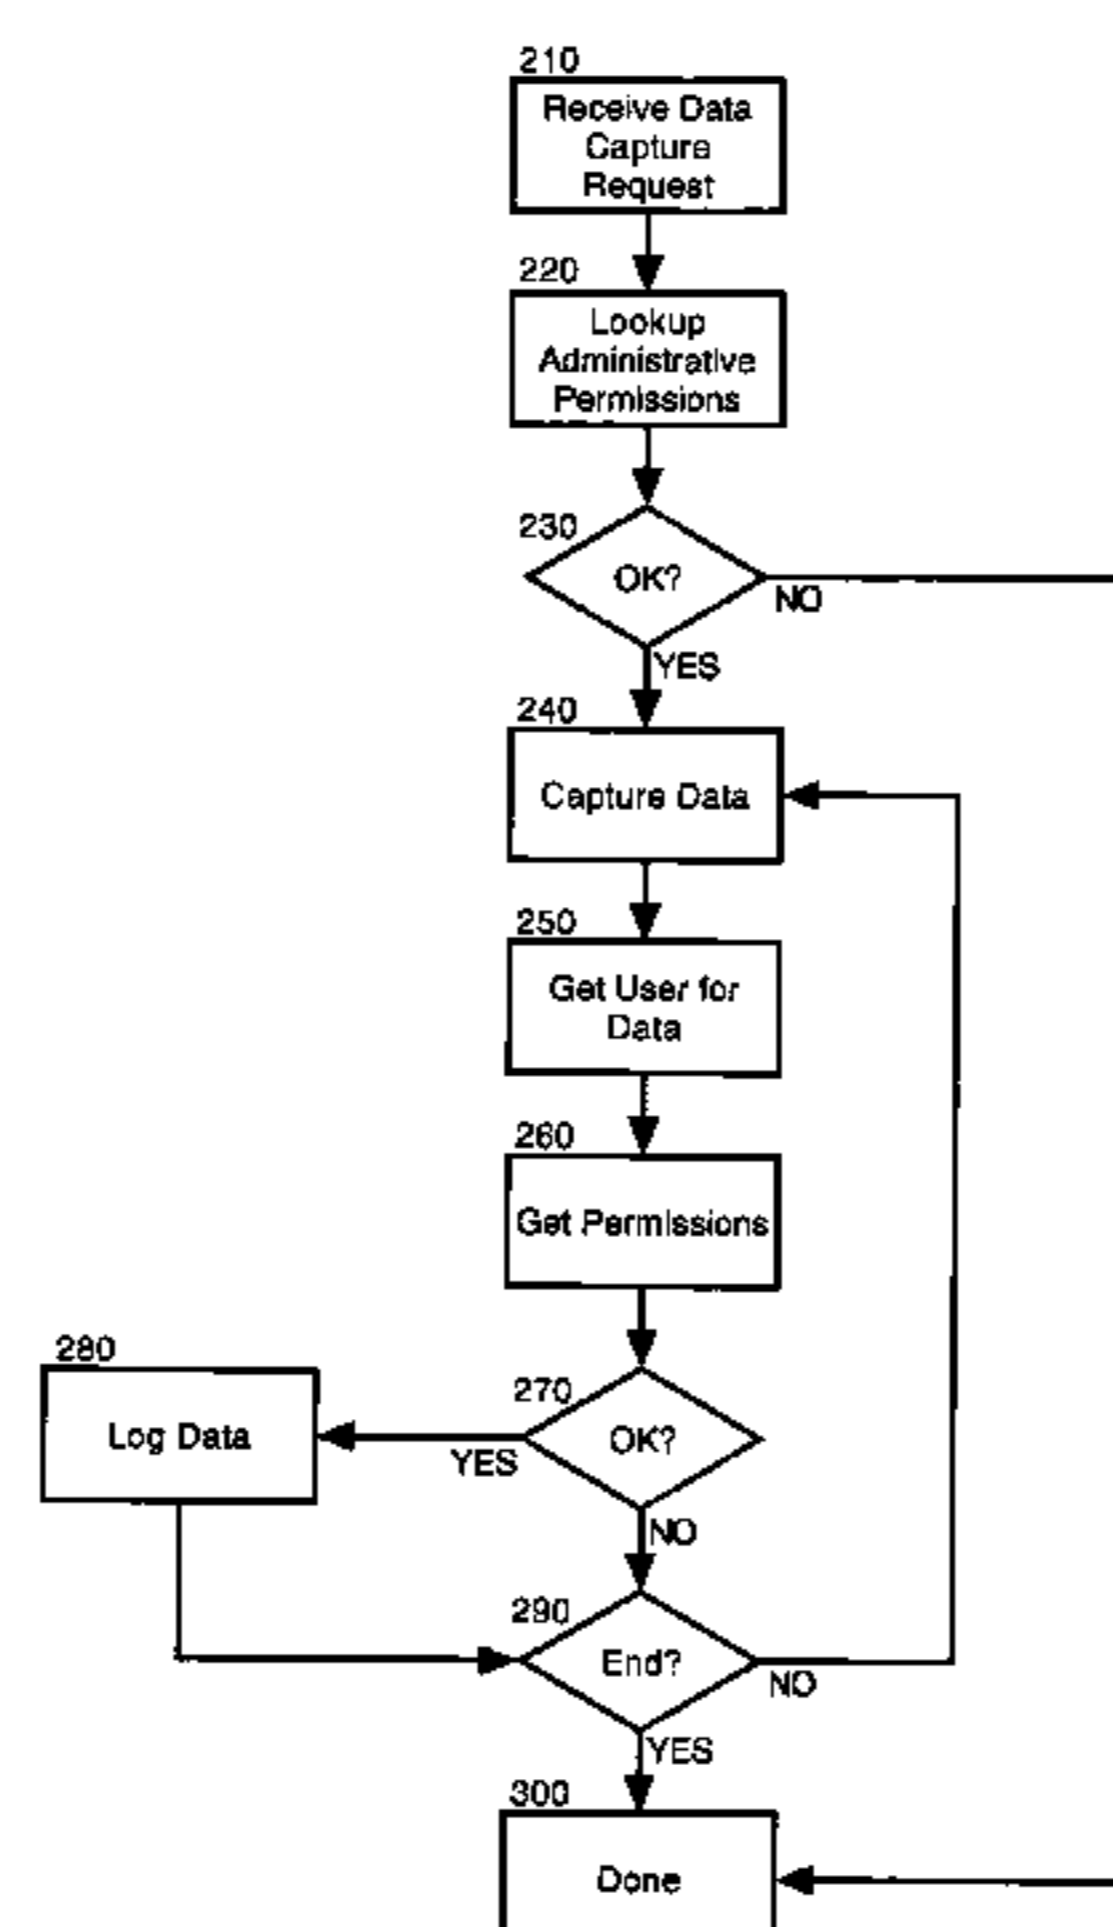 210
Receive Data
Capture
Request
220
Lookup
Administrative
Permissions
230
OK?
NO
YES
240
Capture Data
250
Get User for
Data
260
Get Permissions
280
Log Data
270
OK?
YES
NO
290
End?
NO
YES
300
Done